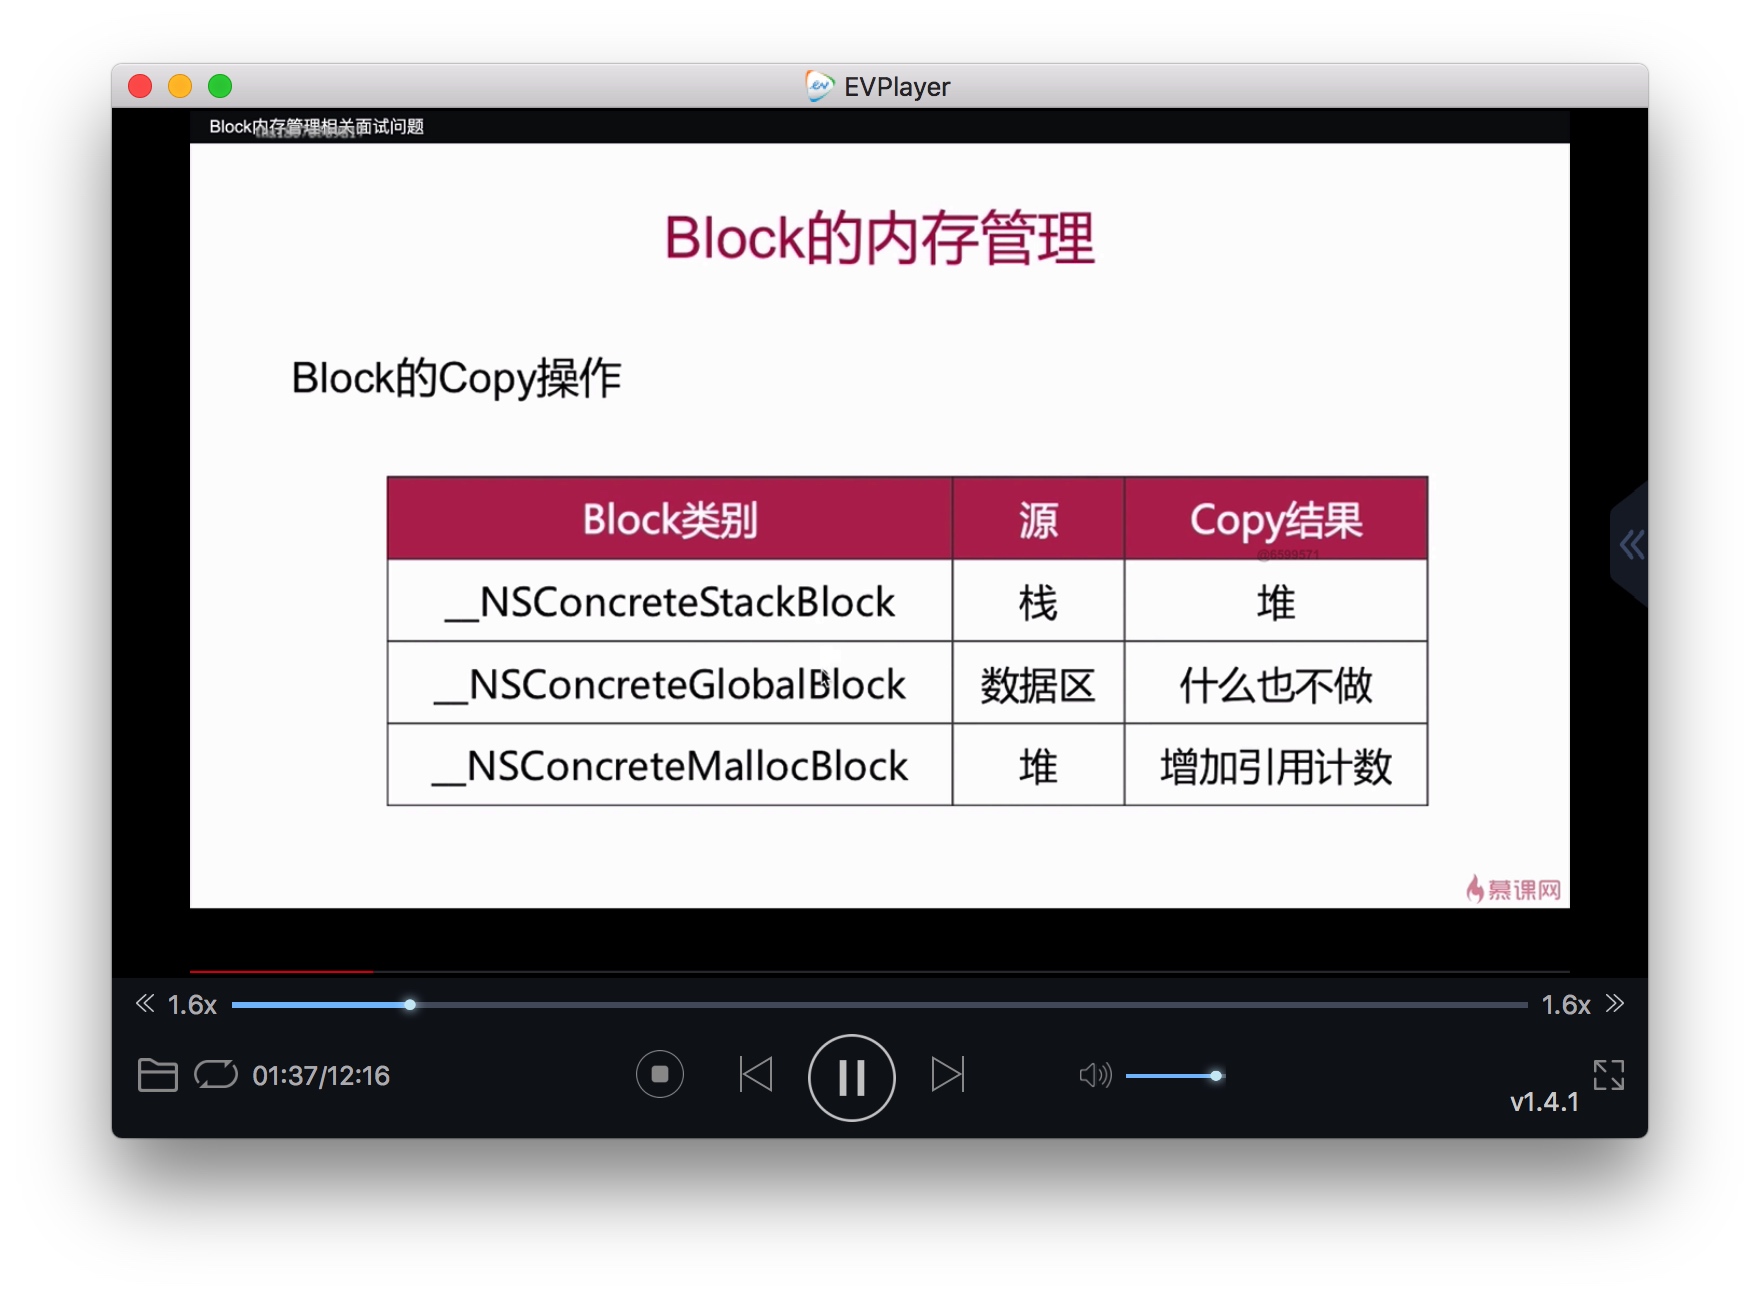 EVPlayer
Block内存管理相关面试问题
Block的内存管理
Block的Copy操作
Block类别 源 Copy结果
@6599571
__NSConcreteStackBlock 栈 堆
__NSConcreteGlobalBlock 数据区 什么也不做
__NSConcreteMallocBlock 堆 增加引用计数
慕课网
1.6x 1.6x
01:37/12:16
v1.4.1